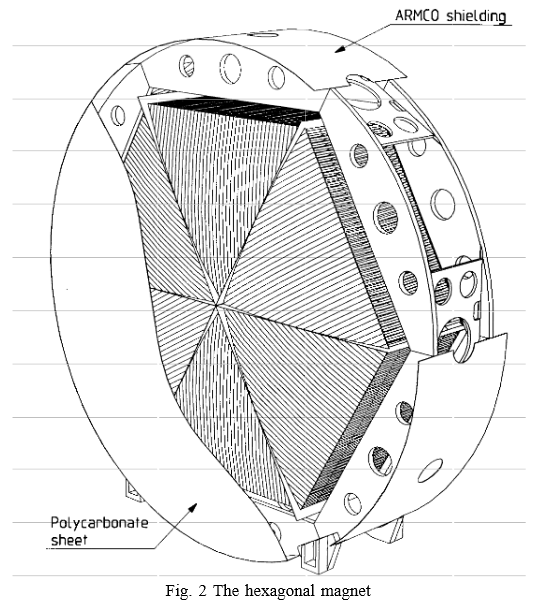 ARMCO shielding
Polycarbonate
sheet
Fig. 2 The hexagonal magnet